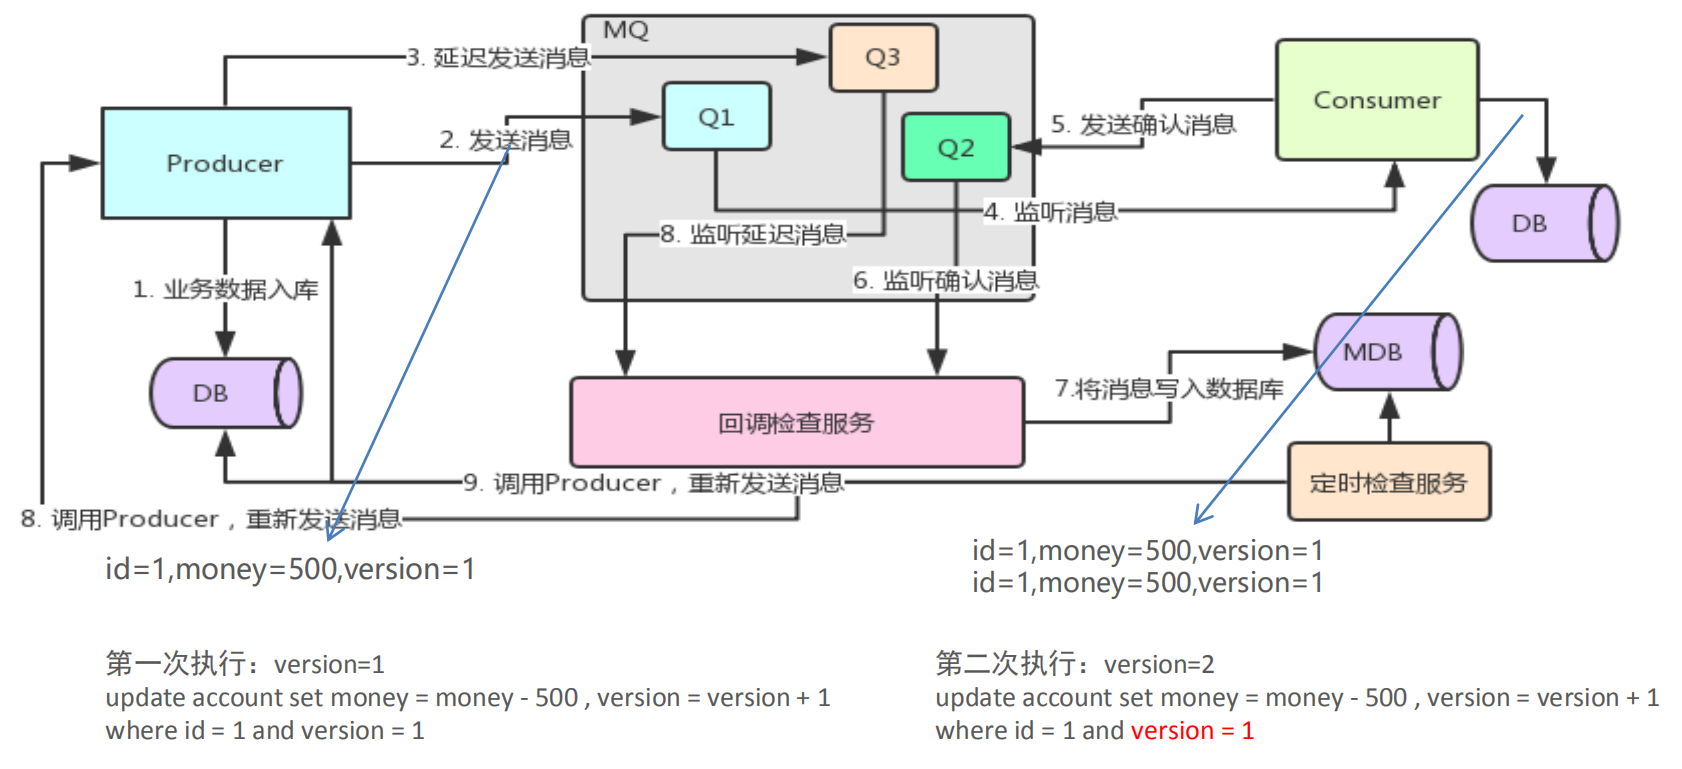 MQ
3. 延迟发送消息
Q3
Q1
Consumer
2. 发送消息
5. 发送确认消息
Q2
Producer
4. 监听消息
DB
8. 监听延迟消息
6. 监听确认消息
1. 业务数据入库
MDB
DB
7.将消息写入数据库
回调检查服务
9. 调用Producer，重新发送消息
定时检查服务
8. 调用Producer，重新发送消息
id=1,money=500,version=1
id=1,money=500,version=1
id=1,money=500,version=1
第一次执行：version=1
update account set money = money - 500 , version = version + 1
where id = 1 and version = 1
第二次执行：version=2
update account set money = money - 500 , version = version + 1
where id = 1 and version = 1